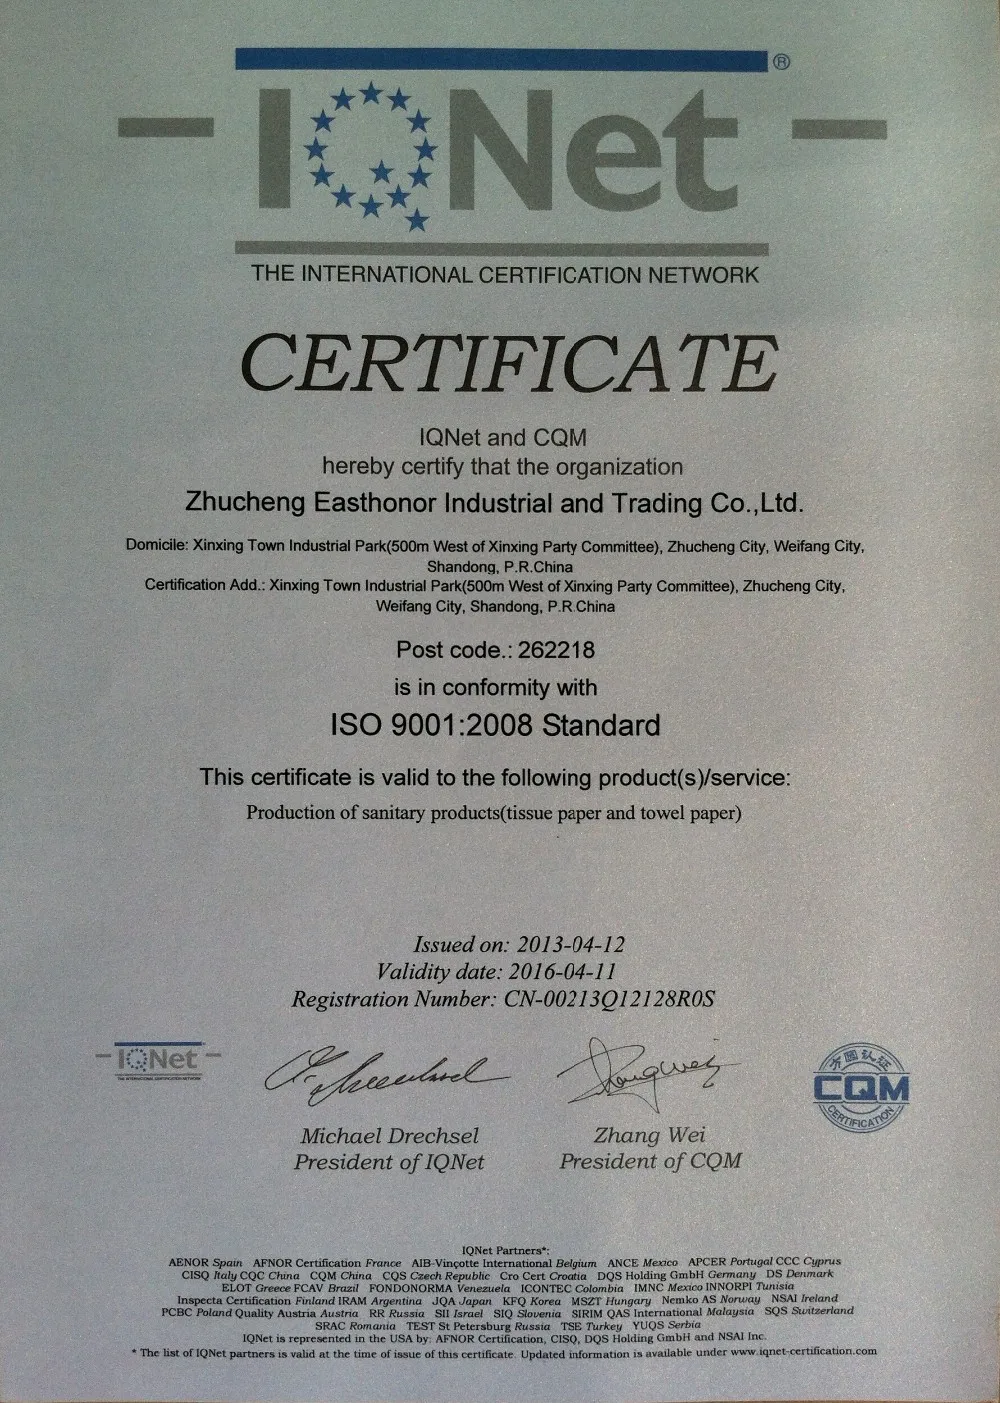 IQNet®
THE INTERNATIONAL CERTIFICATION NETWORK
CERTIFICATE
IQNet and CQM
hereby certify that the organization
Zhucheng Easthonor Industrial and Trading Co.,Ltd.
Domicile: Xinxing Town Industrial Park(500m West of Xinxing Party Committee), Zhucheng City, Weifang City,
Shandong, P.R.China
Certification Add.: Xinxing Town Industrial Park(500m West of Xinxing Party Committee), Zhucheng City,
Weifang City, Shandong, P.R.China
Post code.: 262218
is in conformity with
ISO 9001:2008 Standard
This certificate is valid to the following product(s)/service:
Production of sanitary products(tissue paper and towel paper)
Issued on: 2013-04-12
Validity date: 2016-04-11
Registration Number: CN-00213Q12128R0S
IQNet
THE INTERNATIONAL CERTIFICATION NETWORK
Zhang Wei
方圆认证
CQM
CERTIFICATION
Michael Drechsel
President of IQNet
Zhang Wei
President of CQM
IQNet Partners*:
AENOR Spain AFNOR Certification France AIB-Vinçotte International Belgium ANCE Mexico APCER Portugal CCC Cyprus
CISQ Italy CQC China CQM China CQS Czech Republic Cro Cert Croatia DQS Holding GmbH Germany DS Denmark
ELOT Greece FCAV Brazil FONDONORMA Venezuela ICONTEC Colombia IMNC Mexico INNORPI Tunisia
Inspecta Certification Finland IRAM Argentina JQA Japan KFQ Korea MSZT Hungary Nemko AS Norway NSAI Ireland
PCBC Poland Quality Austria Austria RR Russia SII Israel SIQ Slovenia SIRIM QAS International Malaysia SQS Switzerland
SRAC Romania TEST St Petersburg Russia TSE Turkey YUQS Serbia
IQNet is represented in the USA by: AFNOR Certification, CISQ, DQS Holding GmbH and NSAI Inc.
* The list of IQNet partners is valid at the time of issue of this certificate. Updated information is available under www.iqnet-certification.com